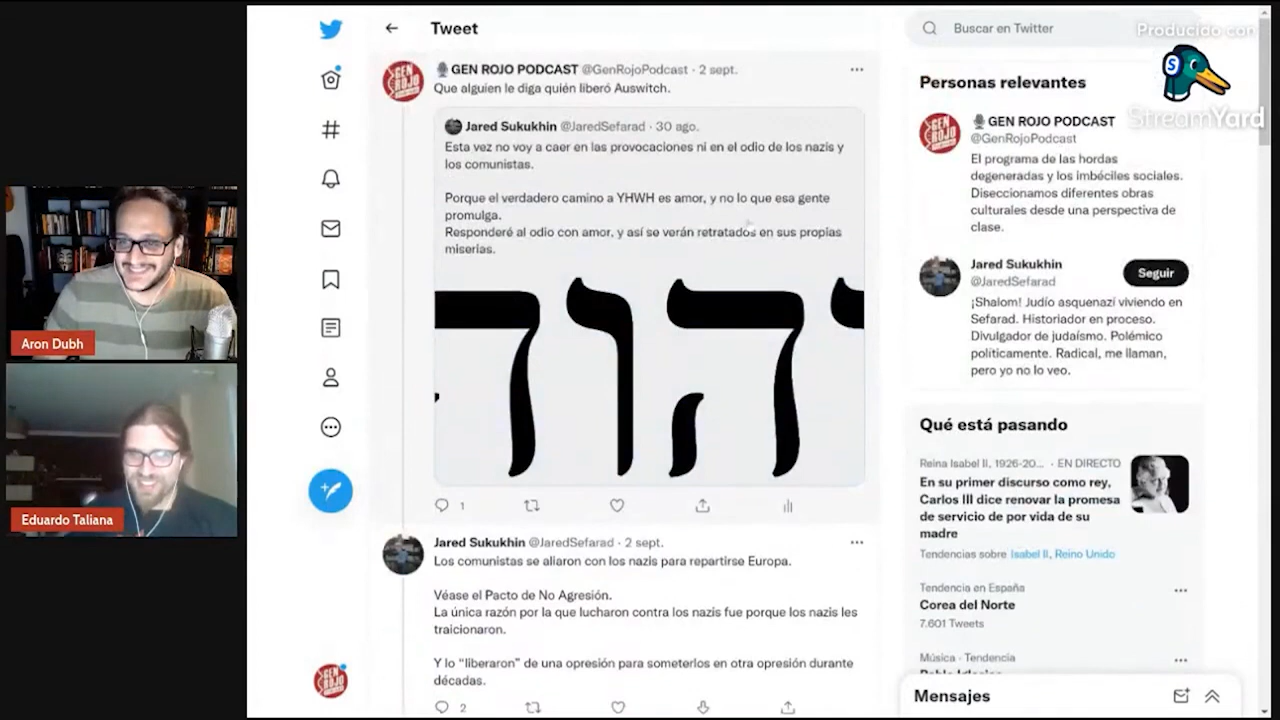 Tweet
GEN ROJO PODCAST @GenRojoPodcast · 2 sept.
Que alguien le diga quién liberó Auswitch.
Jared Sukukhin @JaredSefarad · 30 ago.
Esta vez no voy a caer en las provocaciones ni en el odio de los nazis y
los comunistas.
Porque el verdadero camino a YHWH es amor, y no lo que esa gente
promulga.
Responderé al odio con amor, y así se verán retratados en sus propias
miserias.
הוה
1
Jared Sukukhin @JaredSefarad · 2 sept.
Los comunistas se aliaron con los nazis para repartirse Europa.
Véase el Pacto de No Agresión.
La única razón por la que lucharon contra los nazis fue porque los nazis les
traicionaron.
Y lo “liberaron” de una opresión para someterlos en otra opresión durante
décadas.
2
Buscar en Twitter
Producido con
StreamYard
Personas relevantes
GEN ROJO PODCAST
@GenRojoPodcast
El programa de las hordas
degeneradas y los imbéciles sociales.
Diseccionamos diferentes obras
culturales desde una perspectiva de
clase.
Jared Sukukhin
@JaredSefarad
Seguir
¡Shalom! Judío asquenazí viviendo en
Sefarad. Historiador en proceso.
Divulgador de judaísmo. Polémico
políticamente. Radical, me llaman,
pero yo no lo veo.
Qué está pasando
Reina Isabel II, 1926-20... · EN DIRECTO
En su primer discurso como rey,
Carlos III dice renovar la promesa
de servicio de por vida de su
madre
Tendencias sobre Isabel II, Reino Unido
Tendencia en España
Corea del Norte
7.601 Tweets
Música · Tendencia
Mensajes
Aron Dubh
Eduardo Taliana
GEN
ROJO